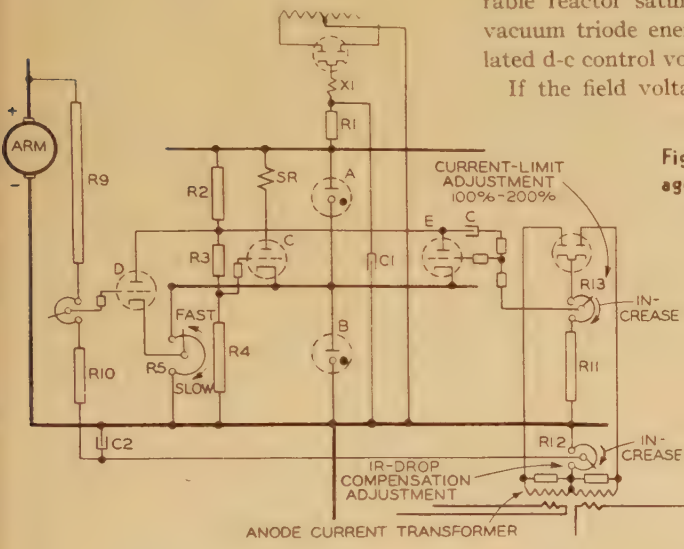 rable reactor satur
vacuum triode ener
lated d-c control vo
If the field volta
Fig
ag
+
ARM
-
R9
R10
C2
D
R2
R3
R4
R5
FAST
SLOW
SR
C
X1
R1
A
B
C1
E
C
CURRENT-LIMIT
ADJUSTMENT
100%-200%
R13
IN-
CREASE
R11
R12
IN-
CREASE
IR-DROP
COMPENSATION
ADJUSTMENT
ANODE CURRENT TRANSFORMER